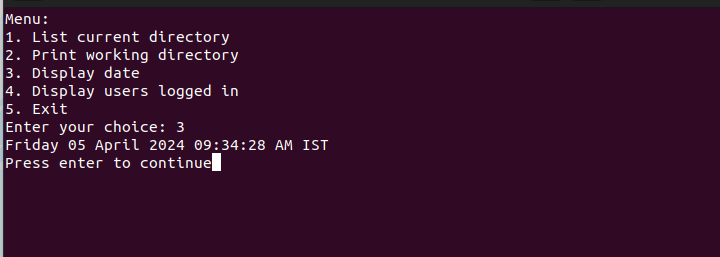 Menu:
1. List current directory
2. Print working directory
3. Display date
4. Display users logged in
5. Exit
Enter your choice: 3
Friday 05 April 2024 09:34:28 AM IST
Press enter to continue